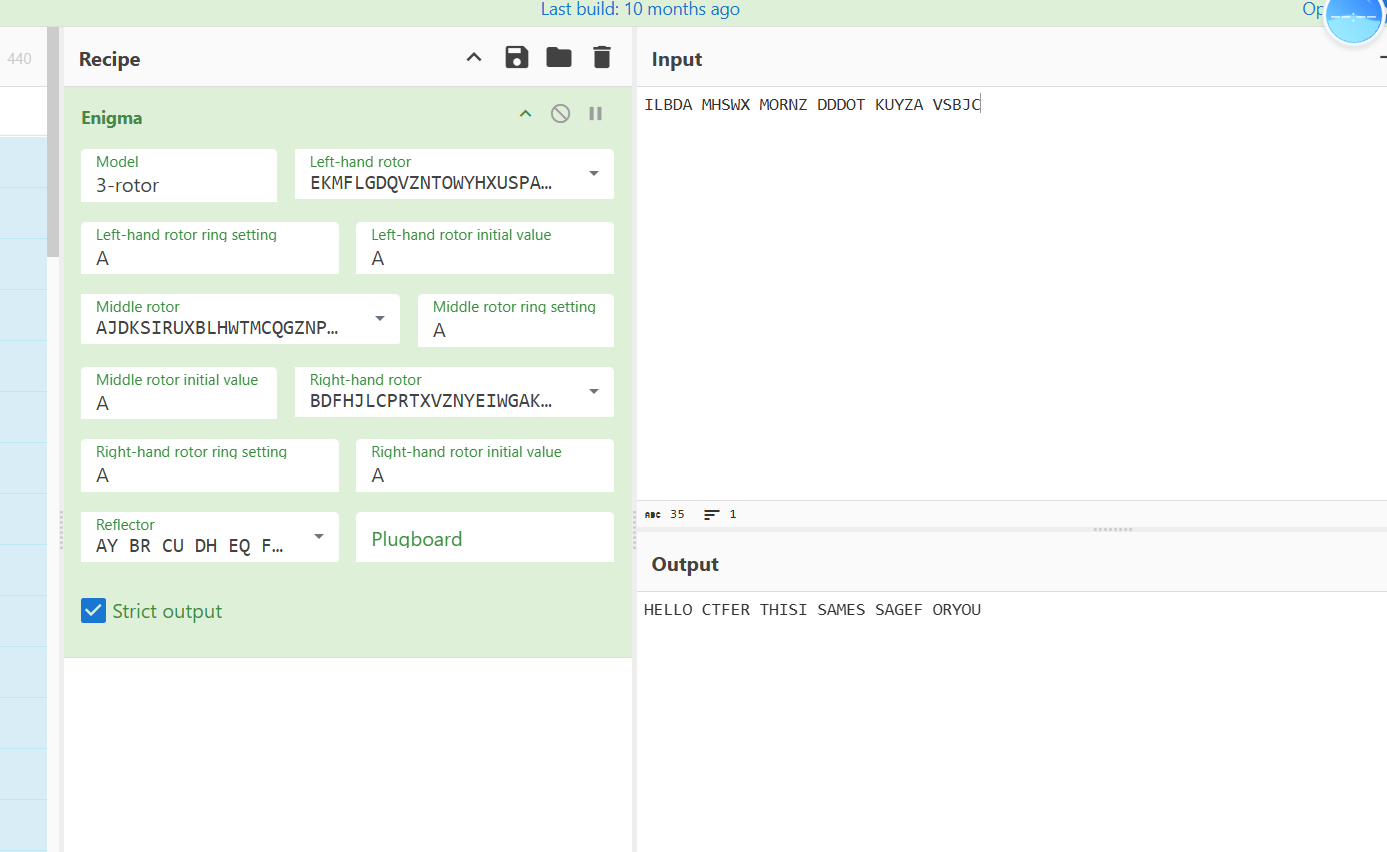 Last build: 10 months ago
Op
440
Recipe
Input
Enigma
ILBDA MHSWX MORNZ DDDOT KUYZA VSBJC
Model
3-rotor
Left-hand rotor
EKMFLGDQVZNTOWYHXUSPA…
Left-hand rotor ring setting
A
Left-hand rotor initial value
A
Middle rotor
AJDKSIRUXBLHWTMCQGZNP…
Middle rotor ring setting
A
Middle rotor initial value
A
Right-hand rotor
BDFHJLCPRTXVZNYEIWGAK…
Right-hand rotor ring setting
A
Right-hand rotor initial value
A
Reflector
AY BR CU DH EQ F…
Plugboard
Strict output
ABC 35 1
Output
HELLO CTFER THISI SAMES SAGEF ORYOU